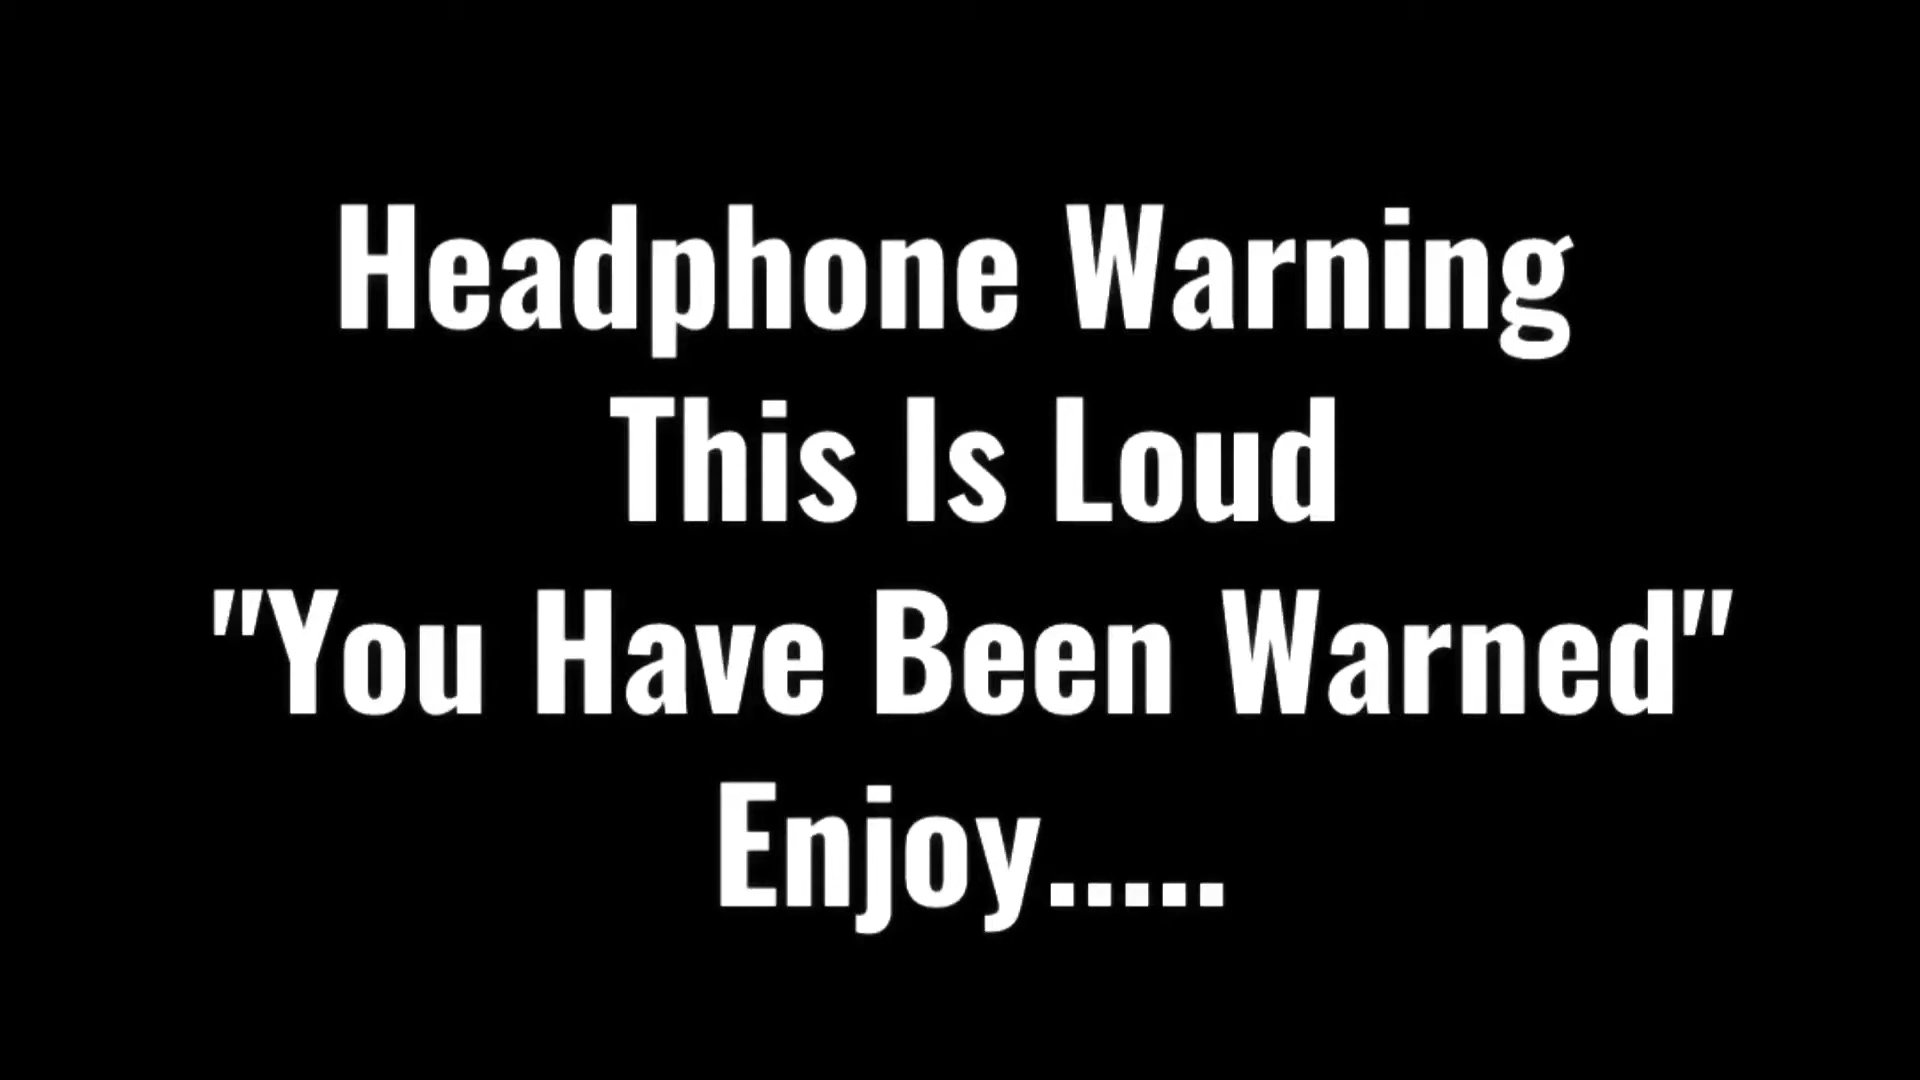 Headphone Warning
This Is Loud
"You Have Been Warned"
Enjoy.....